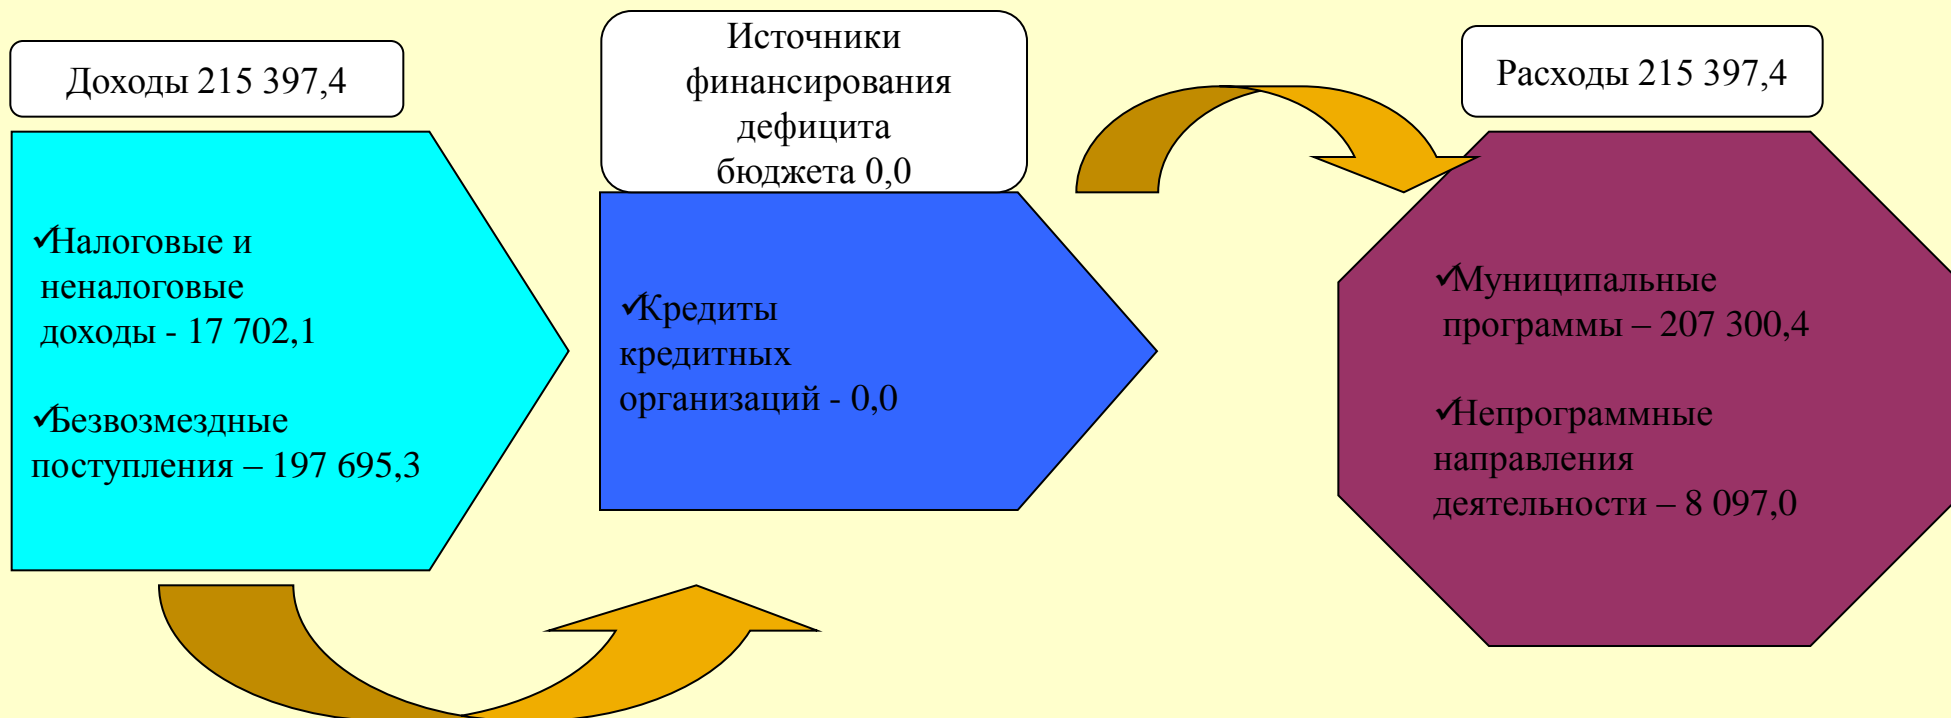 Доходы 215 397,4
✓Налоговые и
неналоговые
доходы - 17 702,1
✓Безвозмездные
поступления – 197 695,3
Источники
финансирования
дефицита
бюджета 0,0
✓Кредиты
кредитных
организаций - 0,0
Расходы 215 397,4
✓Муниципальные
программы – 207 300,4
✓Непрограммные
направления
деятельности – 8 097,0